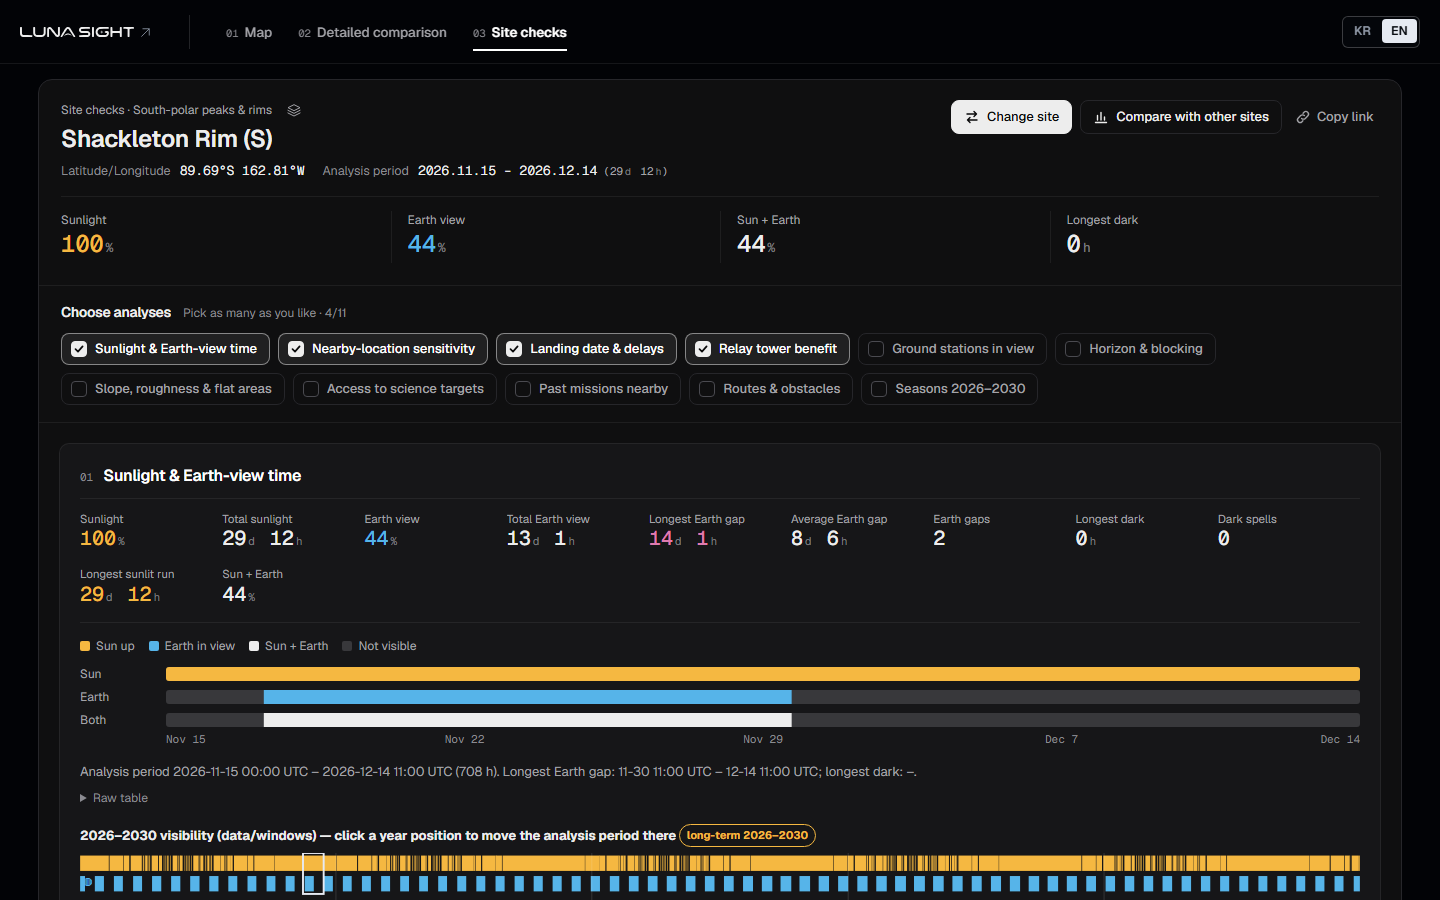 LUNA SIGHT
01 Map
02 Detailed comparison
03 Site checks
KR EN
Site checks · South-polar peaks & rims
Shackleton Rim (S)
Change site
Compare with other sites
Copy link
Latitude/Longitude 89.69°S 162.81°W Analysis period 2026.11.15 – 2026.12.14 (29d 12h)
Sunlight
100%
Earth view
44%
Sun + Earth
44%
Longest dark
0h
Choose analyses Pick as many as you like · 4/11
Sunlight & Earth-view time
Nearby-location sensitivity
Landing date & delays
Relay tower benefit
Ground stations in view
Horizon & blocking
Slope, roughness & flat areas
Access to science targets
Past missions nearby
Routes & obstacles
Seasons 2026–2030
01 Sunlight & Earth-view time
Sunlight
100%
Total sunlight
29d 12h
Earth view
44%
Total Earth view
13d 1h
Longest Earth gap
14d 1h
Average Earth gap
8d 6h
Earth gaps
2
Longest dark
0h
Dark spells
0
Longest sunlit run
29d 12h
Sun + Earth
44%
Sun up Earth in view Sun + Earth Not visible
Sun
Earth
Both
Nov 15 Nov 22 Nov 29 Dec 7 Dec 14
Analysis period 2026-11-15 00:00 UTC – 2026-12-14 11:00 UTC (708 h). Longest Earth gap: 11-30 11:00 UTC – 12-14 11:00 UTC; longest dark: –.
Raw table
2026–2030 visibility (data/windows) — click a year position to move the analysis period there long-term 2026–2030